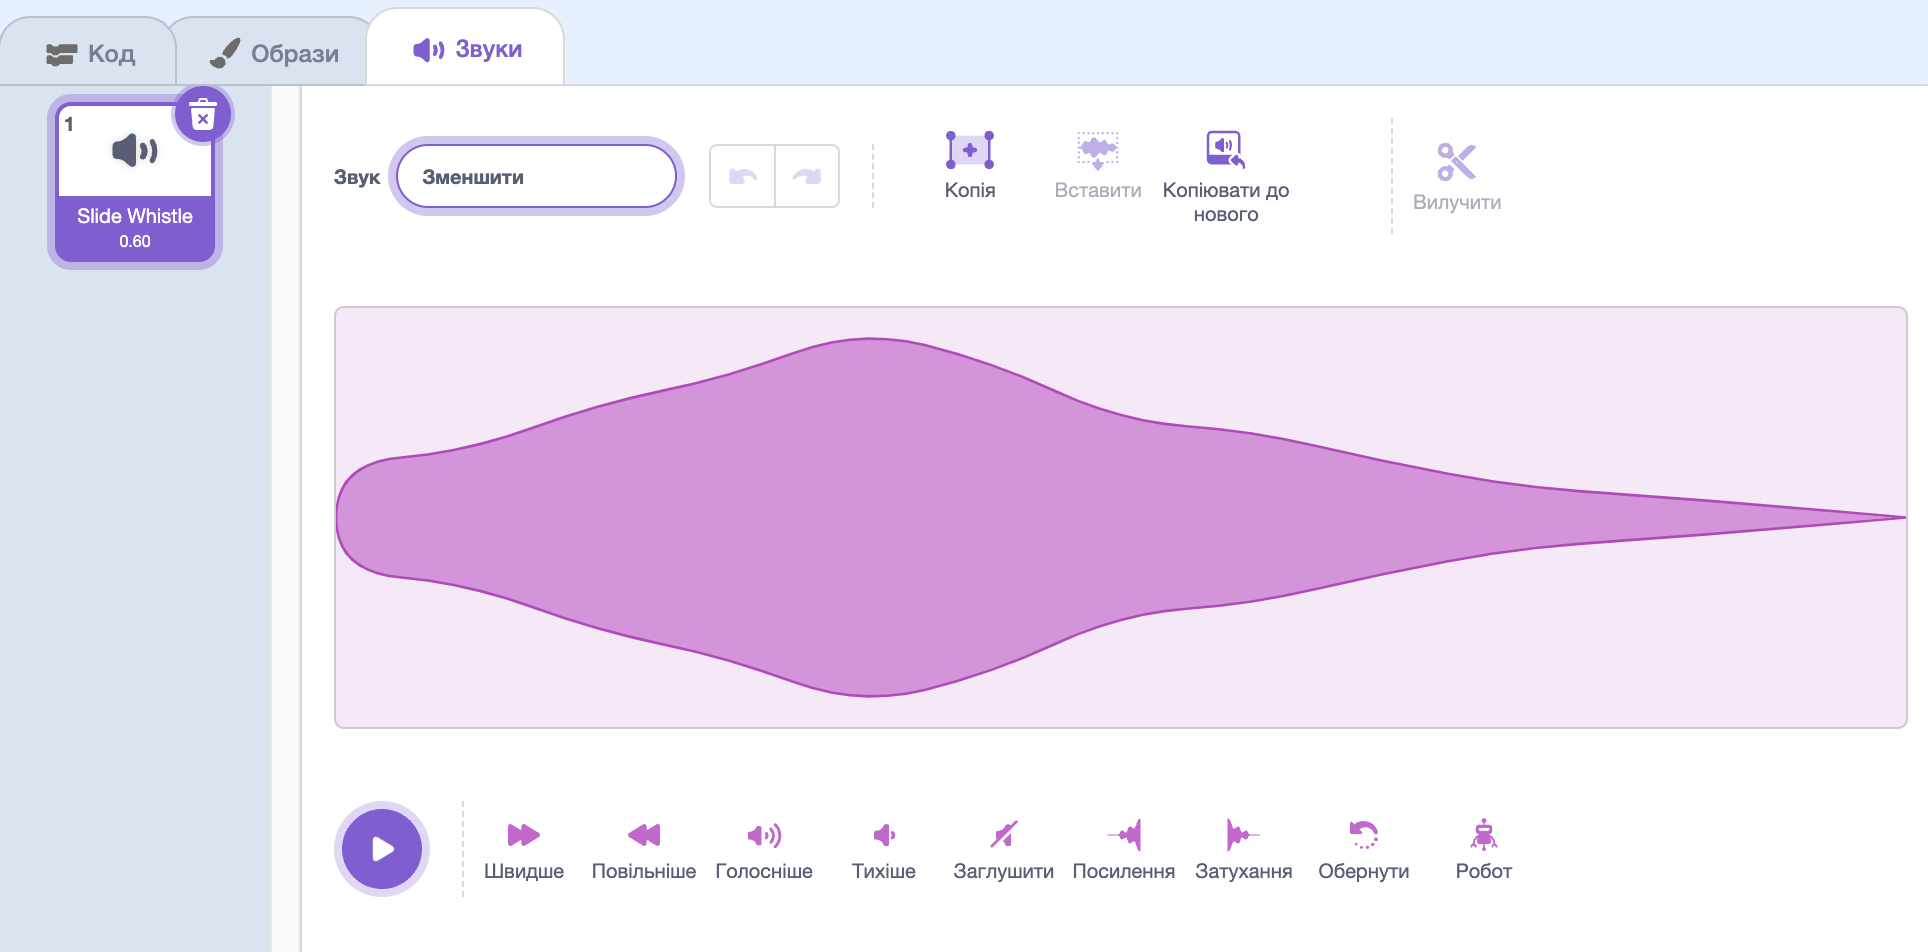 Код
Образи
Звуки
1
Slide Whistle
0.60
Звук
Зменшити
Копія
Вставити
Копіювати до
нового
Вилучити
Швидше
Повільніше
Голосніше
Тихіше
Заглушити
Посилення
Затухання
Обернути
Робот